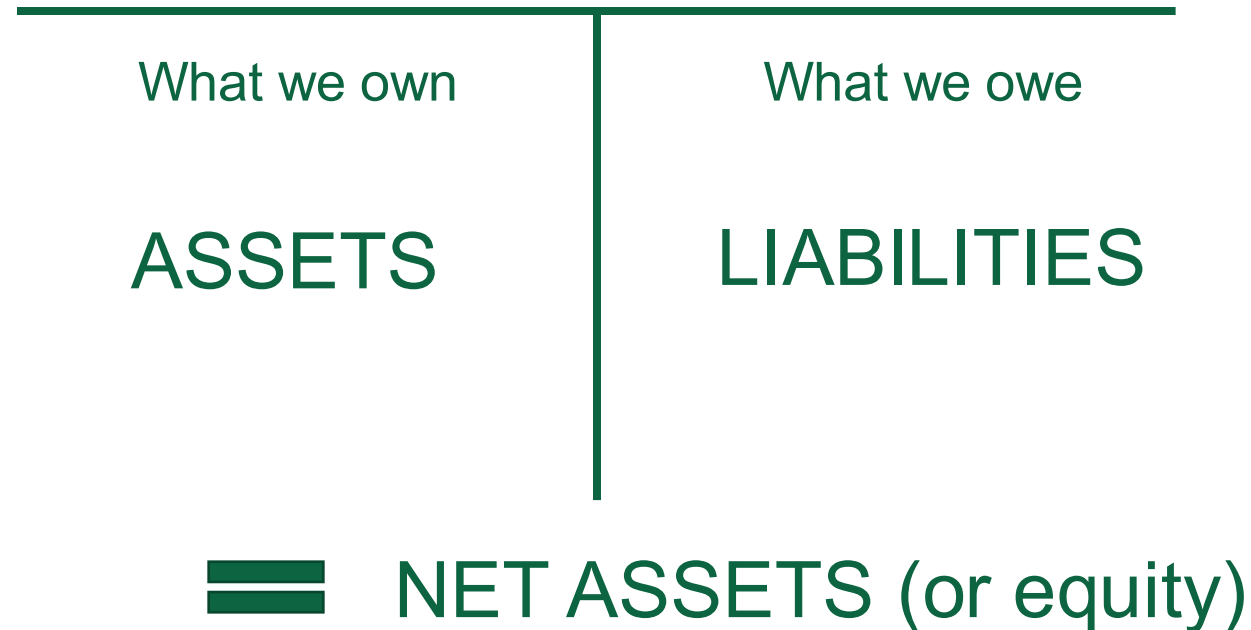 What we own
What we owe
ASSETS
LIABILITIES
= NET ASSETS (or equity)